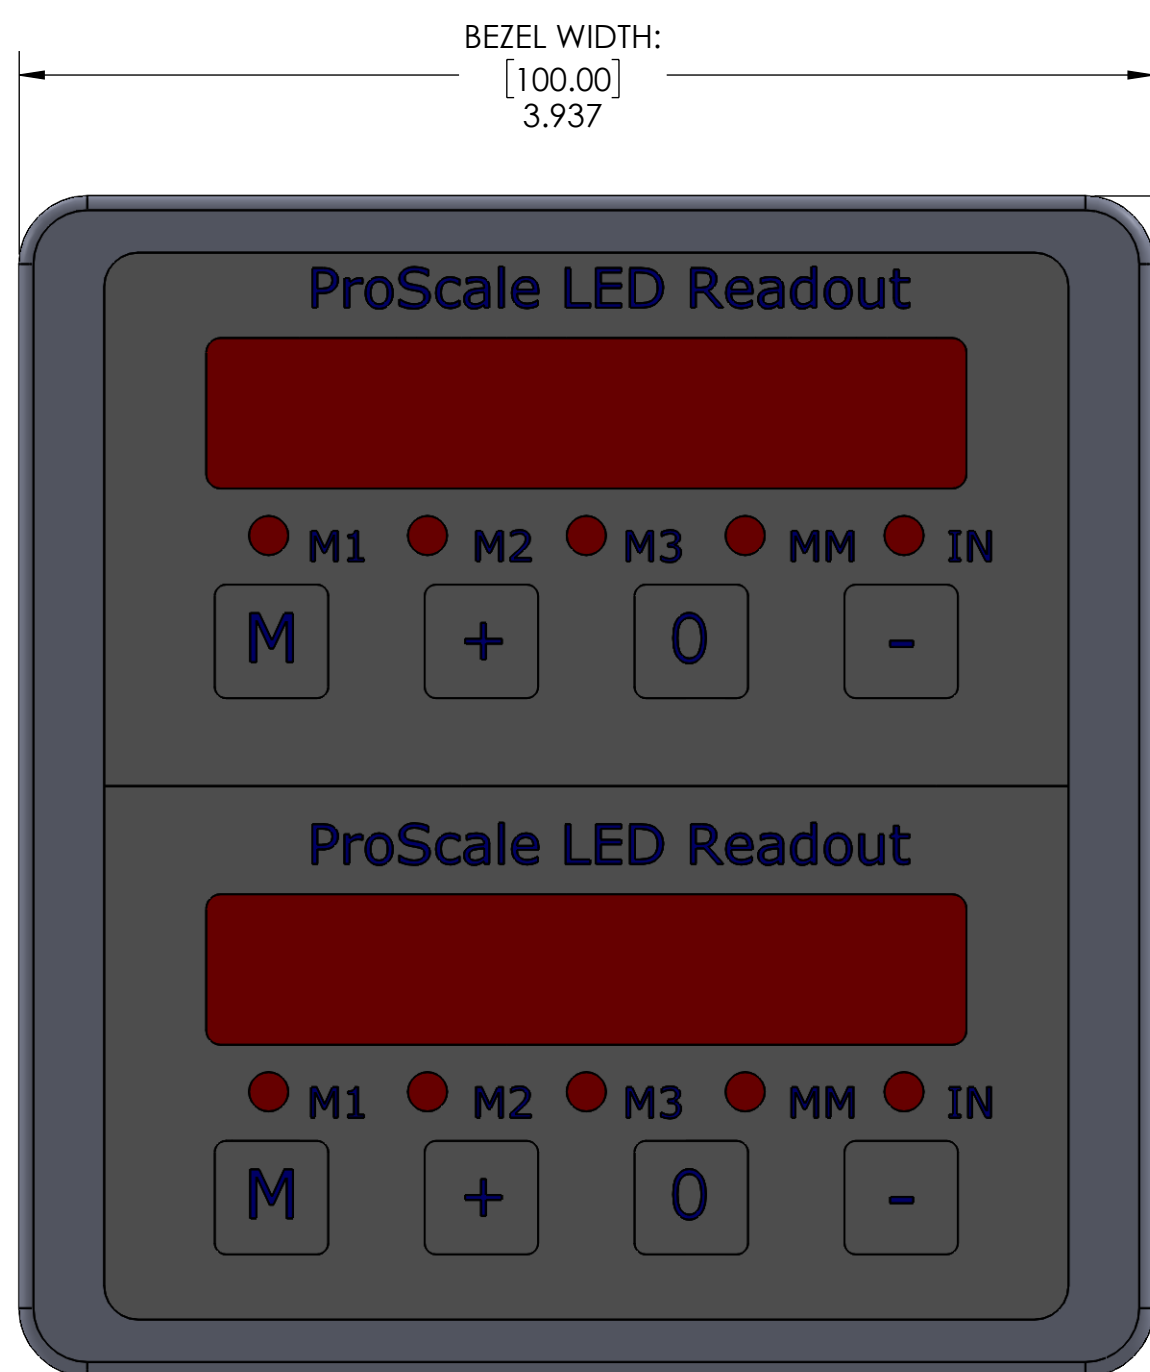 BEZEL WIDTH:
[100.00]
3.937
ProScale LED Readout
M1 M2 M3 MM IN
M + 0 -
ProScale LED Readout
M1 M2 M3 MM IN
M + 0 -